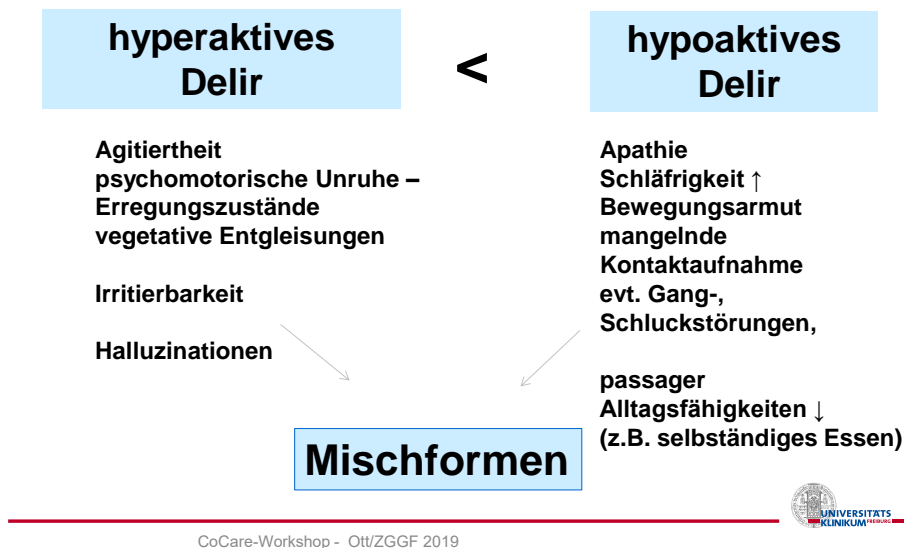 hyperaktives
Delir
<
hypoaktives
Delir
Agitiertheit
psychomotorische Unruhe –
Erregungszustände
vegetative Entgleisungen
Irritierbarkeit
Halluzinationen
Apathie
Schläfrigkeit ↑
Bewegungsarmut
mangelnde
Kontaktaufnahme
evt. Gang-,
Schluckstörungen,
passager
Alltagsfähigkeiten ↓
(z.B. selbständiges Essen)
Mischformen
UNIVERSITÄTS
KLINIKUM FREIBURG
CoCare-Workshop - Ott/ZGGF 2019